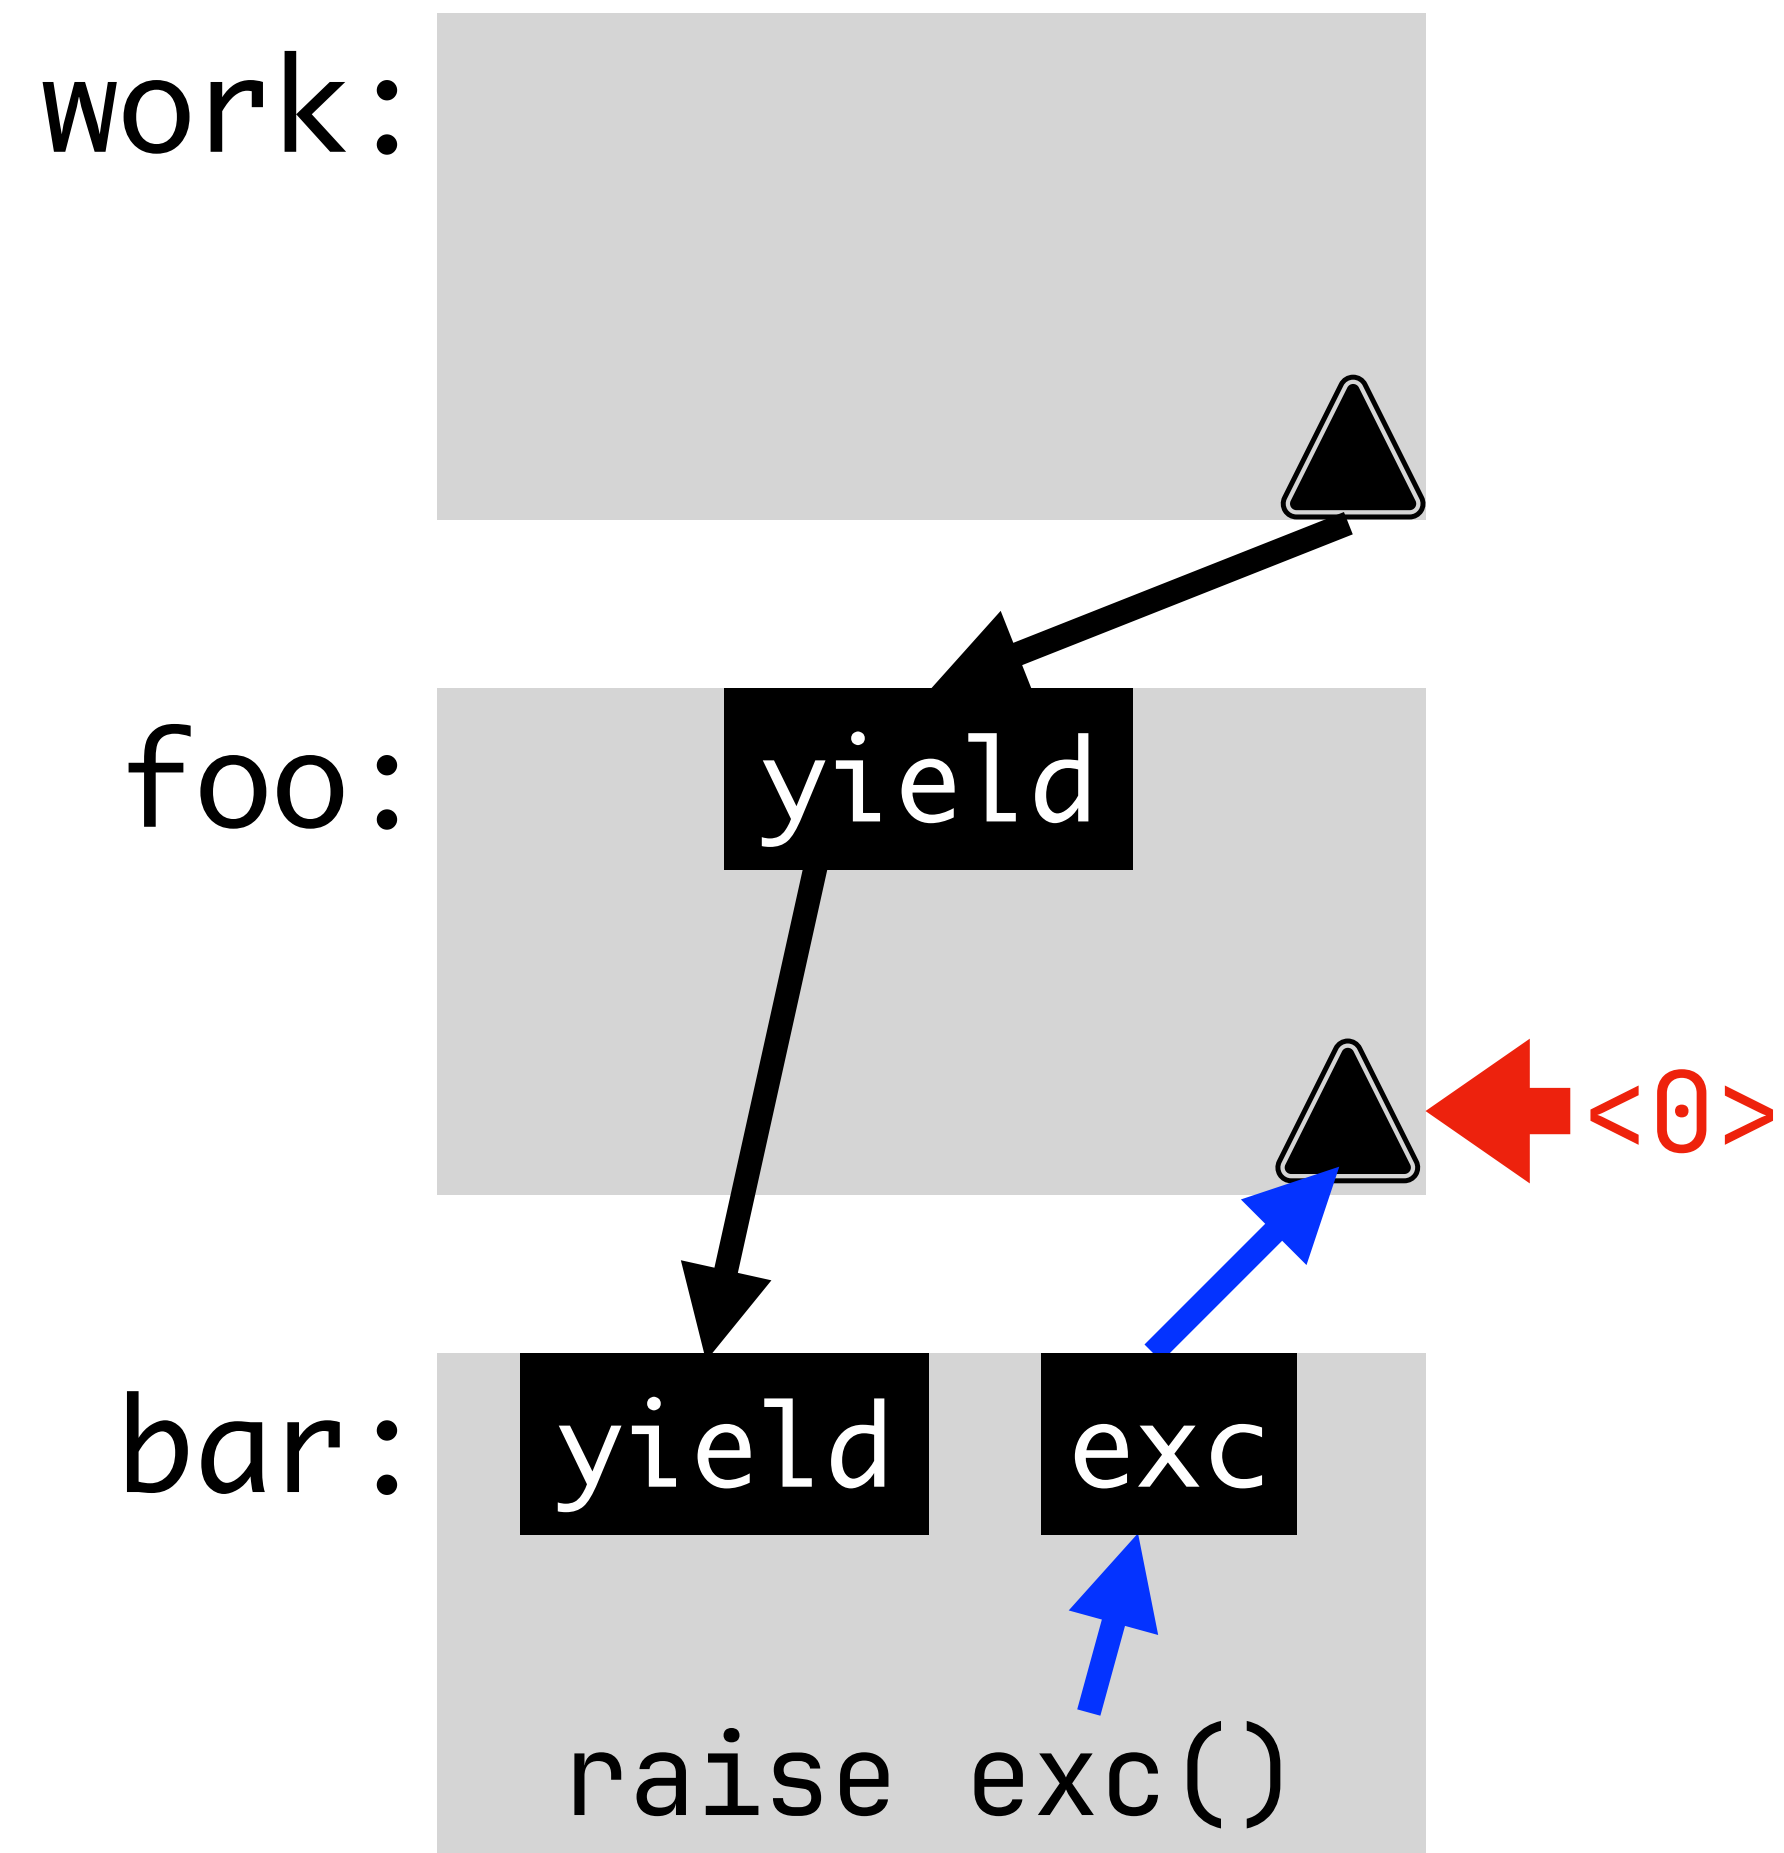 work:
foo:
yield
<0>
bar:
yield
exc
raise exc()